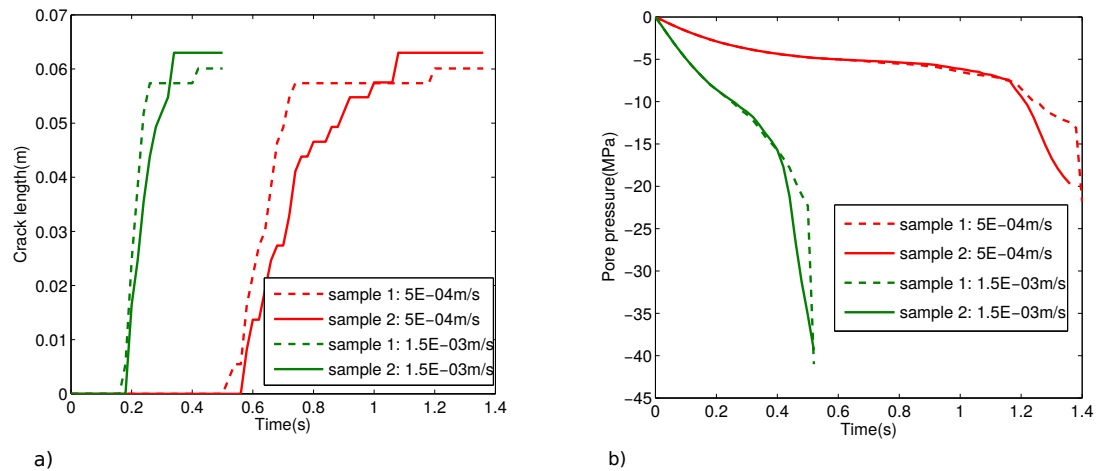 0.07
0.06
0.05
0.04
0.03
0.02
0.01
0
Crack length(m)
0 0.2 0.4 0.6 0.8 1 1.2 1.4
Time(s)
sample 1: 5E−04m/s
sample 2: 5E−04m/s
sample 1: 1.5E−03m/s
sample 2: 1.5E−03m/s
a)
0
−5
−10
−15
−20
−25
−30
−35
−40
−45
Pore pressure(MPa)
0 0.2 0.4 0.6 0.8 1 1.2 1.4
Time(s)
sample 1: 5E−04m/s
sample 2: 5E−04m/s
sample 1: 1.5E−03m/s
sample 2: 1.5E−03m/s
b)